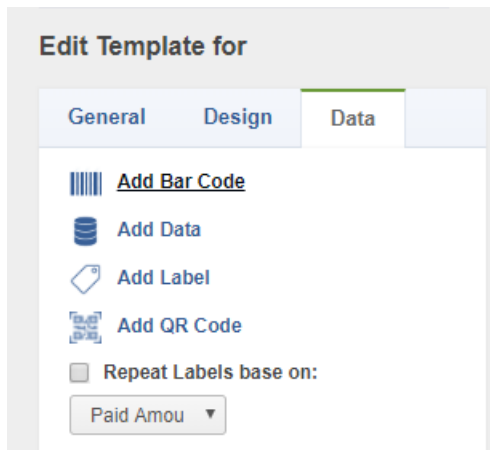 Edit Template for
General Design Data
Add Bar Code
Add Data
Add Label
Add QR Code
Repeat Labels base on:
Paid Amou